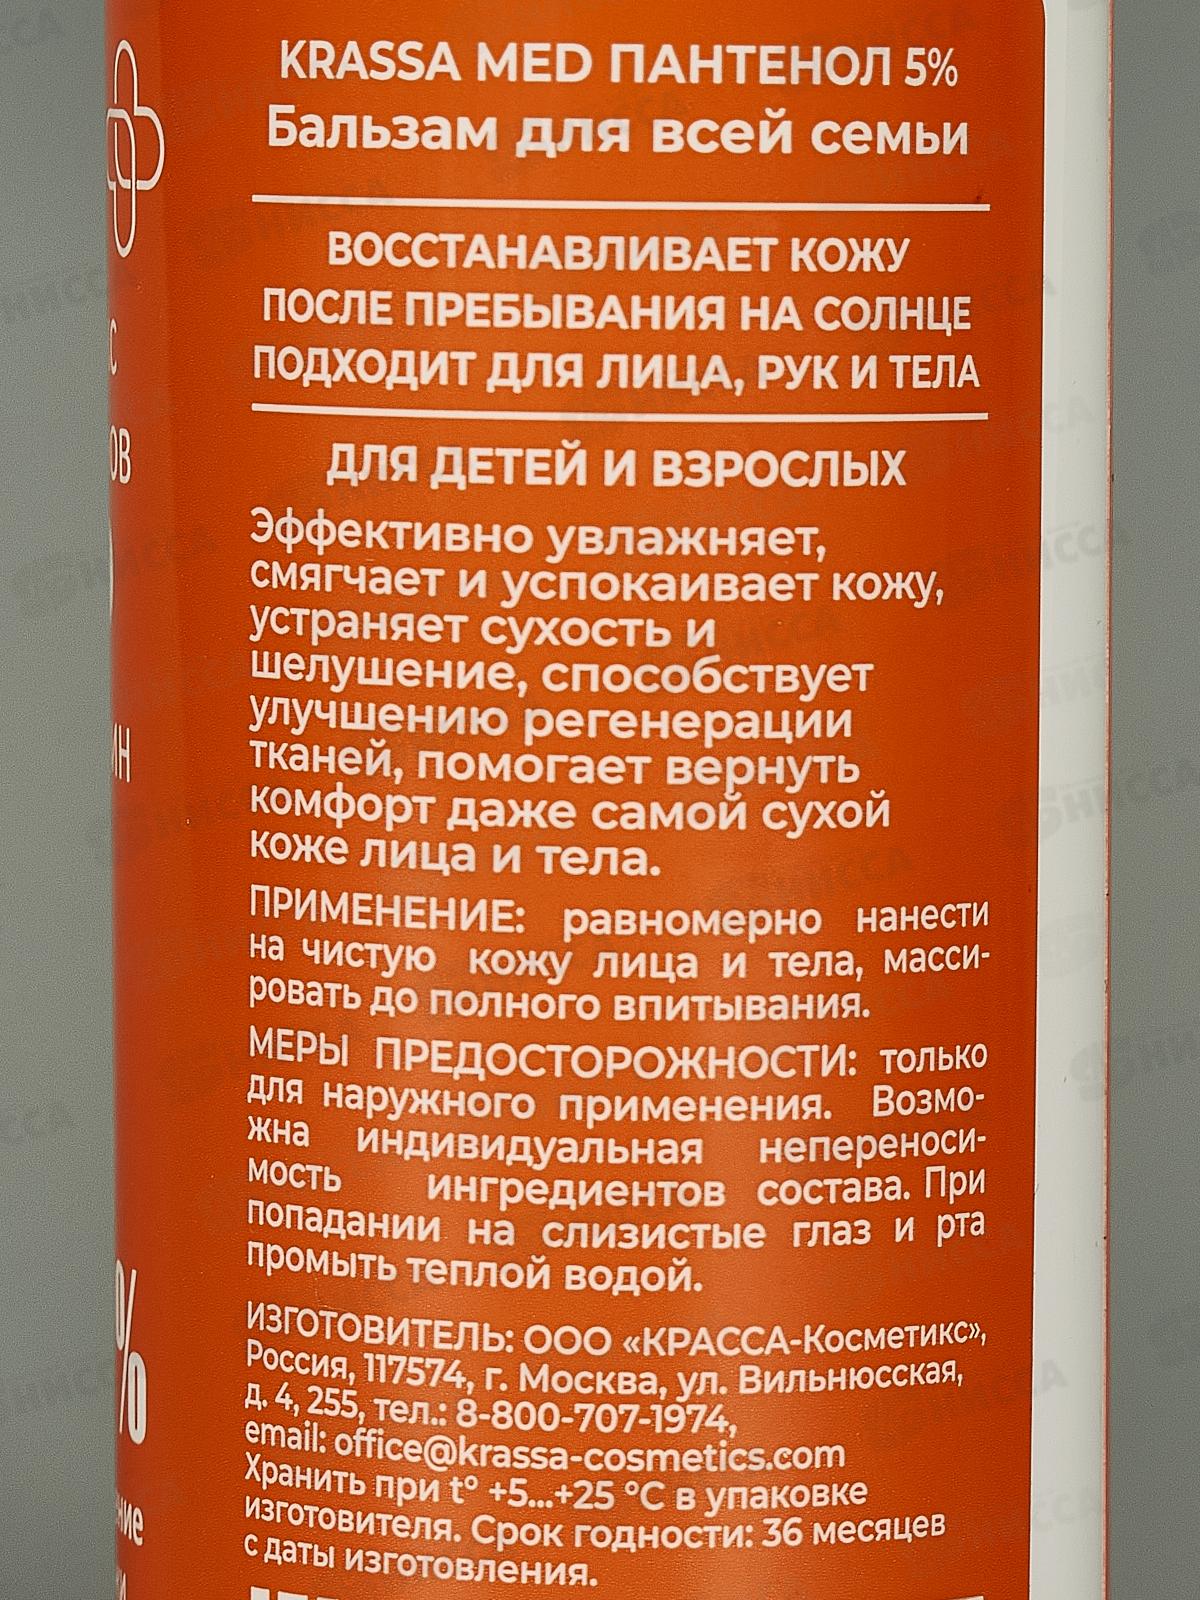 KRASSA MED ПАНТЕНОЛ 5%
Бальзам для всей семьи
ВОССТАНАВЛИВАЕТ КОЖУ
ПОСЛЕ ПРЕБЫВАНИЯ НА СОЛНЦЕ
ПОДХОДИТ ДЛЯ ЛИЦА, РУК И ТЕЛА
ДЛЯ ДЕТЕЙ И ВЗРОСЛЫХ
Эффективно увлажняет,
смягчает и успокаивает кожу,
устраняет сухость и
шелушение, способствует
улучшению регенерации
тканей, помогает вернуть
комфорт даже самой сухой
коже лица и тела.
ПРИМЕНЕНИЕ: равномерно нанести
на чистую кожу лица и тела, масси-
ровать до полного впитывания.
МЕРЫ ПРЕДОСТОРОЖНОСТИ: только
для наружного применения. Возмо-
жна индивидуальная непереноси-
мость ингредиентов состава. При
попадании на слизистые глаз и рта
промыть теплой водой.
ИЗГОТОВИТЕЛЬ: ООО «КРАССА-Косметикс»,
Россия, 117574, г. Москва, ул. Вильнюсская,
д. 4, 255, тел.: 8-800-707-1974,
email: office@krassa-cosmetics.com
Хранить при t° +5...+25 °C в упаковке
изготовителя. Срок годности: 36 месяцев
с даты изготовления.